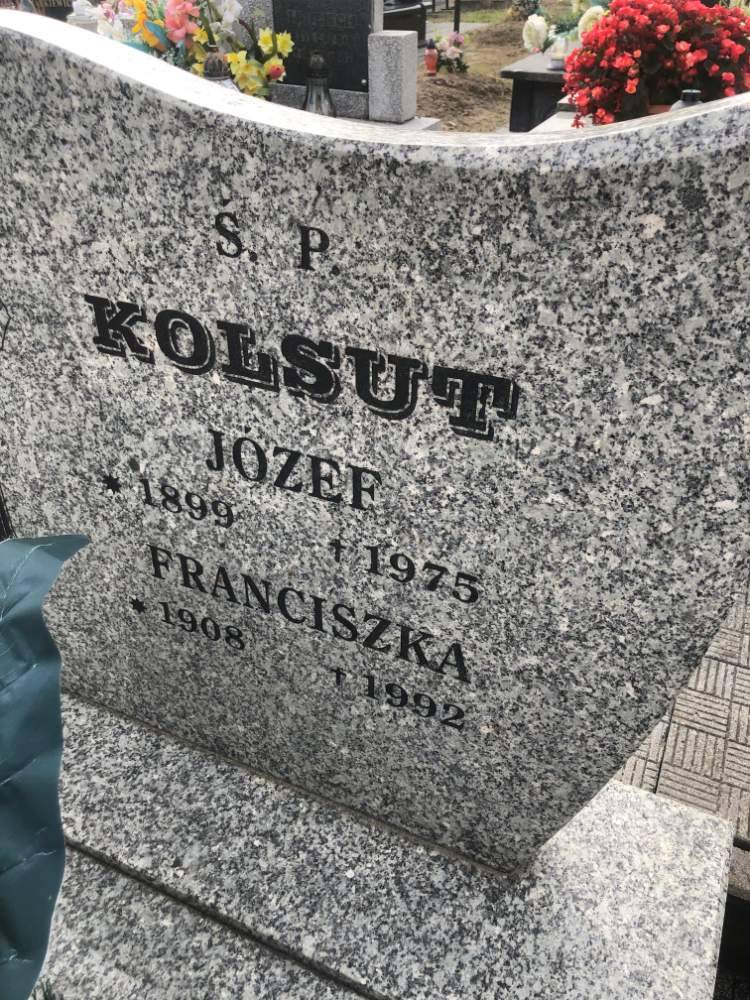 Ś. P.
KOLSUT
JÓZEF
* 1899 † 1975
FRANCISZKA
* 1908 † 1992